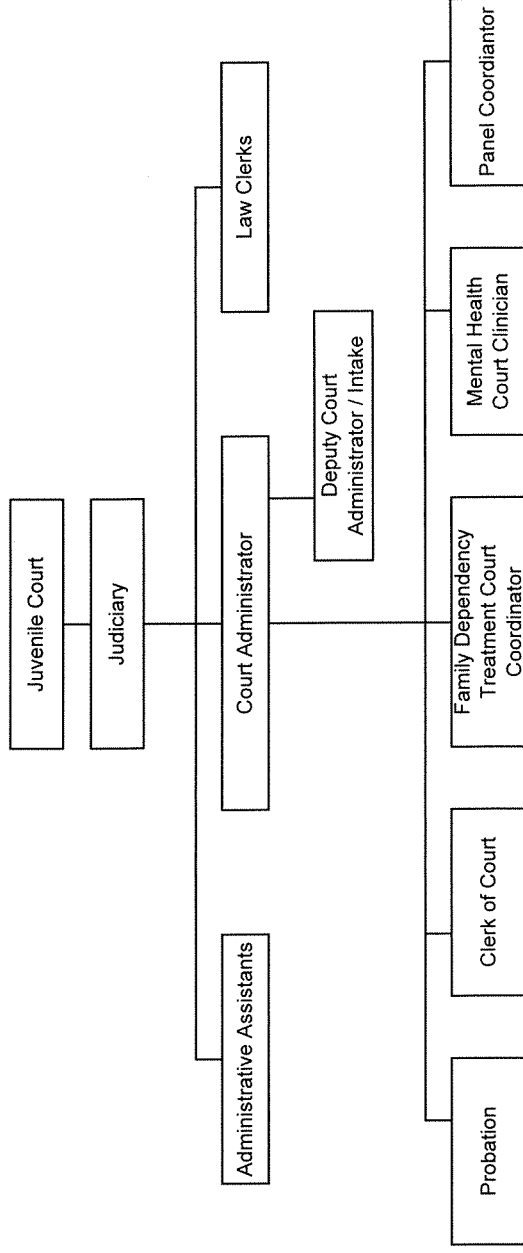 Juvenile Court
Judiciary
Administrative Assistants
Court Administrator
Law Clerks
Deputy Court
Administrator / Intake
Probation
Clerk of Court
Family Dependency
Treatment Court
Coordinator
Mental Health
Court Clinician
Panel Coordiantor